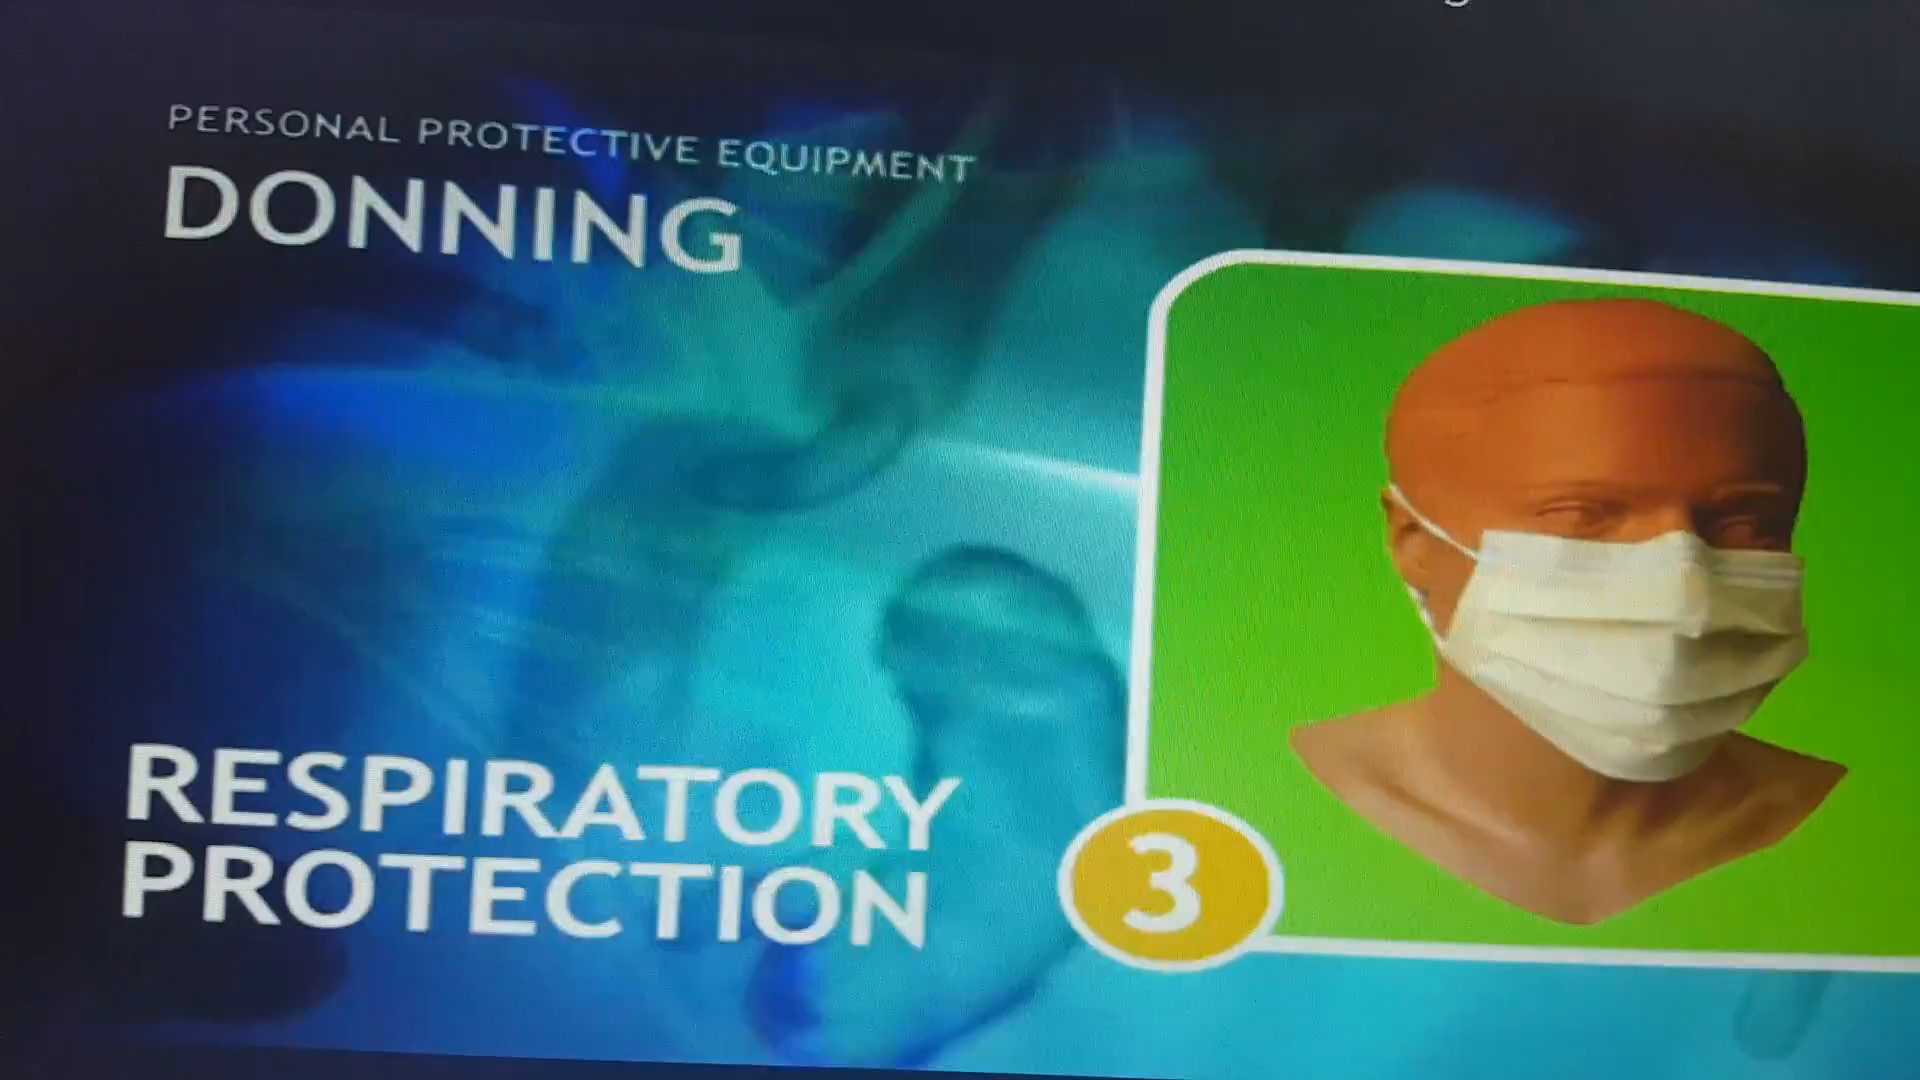 PERSONAL PROTECTIVE EQUIPMENT
DONNING
RESPIRATORY
PROTECTION
3